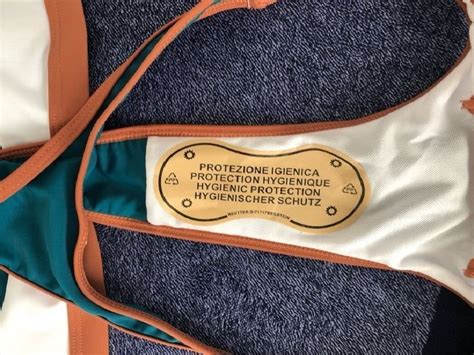 PROTEZIONE IGIENICA
PROTECTION HYGIENIQUE
HYGIENIC PROTECTION
HYGIENISCHER SCHUTZ